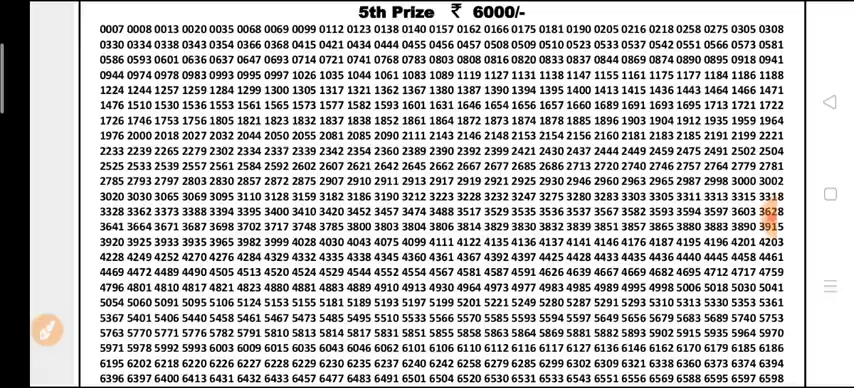 5th Prize ₹ 6000/-
0007 0008 0013 0020 0035 0068 0069 0099 0112 0123 0138 0140 0157 0162 0166 0175 0181 0190 0205 0216 0218 0258 0275 0305 0308
0330 0334 0338 0343 0354 0366 0368 0415 0421 0434 0444 0455 0456 0457 0508 0509 0510 0523 0533 0537 0542 0551 0566 0573 0581
0586 0593 0601 0636 0637 0647 0693 0714 0721 0741 0768 0783 0803 0808 0816 0820 0833 0837 0844 0869 0874 0890 0895 0918 0941
0944 0974 0978 0983 0993 0995 0997 1026 1035 1044 1061 1083 1089 1119 1127 1131 1138 1147 1155 1161 1175 1177 1184 1186 1188
1224 1244 1257 1259 1284 1299 1300 1305 1317 1321 1362 1367 1380 1387 1390 1394 1395 1400 1413 1415 1436 1443 1464 1466 1471
1476 1510 1530 1536 1553 1561 1565 1573 1577 1582 1593 1601 1631 1646 1654 1656 1657 1660 1689 1691 1693 1695 1713 1721 1722
1726 1746 1753 1756 1805 1821 1823 1832 1837 1838 1852 1861 1864 1872 1873 1874 1878 1885 1896 1903 1904 1912 1935 1959 1964
1976 2000 2018 2027 2032 2044 2050 2055 2081 2085 2090 2111 2143 2146 2148 2153 2154 2156 2160 2181 2183 2185 2191 2199 2221
2233 2239 2265 2279 2302 2334 2337 2339 2342 2354 2360 2389 2390 2392 2399 2421 2430 2437 2444 2449 2459 2475 2491 2502 2504
2525 2533 2539 2557 2561 2584 2592 2602 2607 2621 2642 2645 2662 2667 2677 2685 2686 2713 2720 2740 2746 2757 2764 2779 2781
2785 2793 2797 2803 2830 2857 2872 2875 2907 2910 2911 2913 2917 2919 2921 2925 2930 2946 2960 2963 2965 2987 2998 3000 3002
3020 3030 3065 3069 3095 3110 3128 3159 3182 3186 3190 3212 3223 3228 3232 3247 3275 3280 3283 3303 3305 3311 3313 3315 3318
3328 3362 3373 3388 3394 3395 3400 3410 3420 3452 3457 3474 3488 3517 3529 3535 3536 3537 3567 3582 3593 3594 3597 3603 3628
3641 3664 3671 3687 3698 3702 3717 3748 3785 3800 3803 3804 3806 3814 3829 3830 3832 3839 3851 3857 3865 3880 3883 3890 3915
3920 3925 3933 3935 3965 3982 3999 4028 4030 4043 4075 4099 4111 4122 4135 4136 4137 4141 4146 4176 4187 4195 4196 4201 4203
4228 4249 4252 4270 4276 4284 4329 4332 4335 4338 4345 4360 4361 4367 4392 4397 4425 4428 4433 4435 4436 4440 4445 4458 4461
4469 4472 4489 4490 4505 4513 4520 4524 4529 4544 4552 4554 4567 4581 4587 4591 4626 4639 4667 4669 4682 4695 4712 4717 4759
4796 4801 4810 4817 4821 4823 4880 4881 4883 4889 4910 4913 4930 4964 4973 4977 4983 4985 4989 4995 4998 5006 5018 5030 5041
5054 5060 5091 5095 5106 5124 5153 5155 5181 5189 5193 5197 5199 5201 5221 5249 5280 5287 5291 5293 5310 5313 5330 5353 5361
5367 5401 5406 5440 5458 5461 5467 5473 5485 5495 5510 5533 5566 5570 5585 5593 5594 5597 5649 5656 5679 5683 5689 5740 5753
5763 5770 5771 5776 5782 5791 5810 5813 5814 5817 5831 5851 5855 5858 5863 5864 5869 5881 5882 5893 5902 5915 5935 5964 5970
5971 5978 5992 5993 6003 6009 6015 6035 6043 6046 6062 6101 6106 6110 6112 6116 6117 6131 6134 6146 6162 6170 6179 6185 6186
6195 6202 6218 6220 6226 6227 6228 6229 6230 6235 6237 6240 6242 6258 6279 6285 6299 6302 6309 6321 6338 6360 6373 6374 6394
6396 6397 6400 6413 6431 6432 6433 6457 6477 6483 6491 6501 6504 6520 6530 6531 6533 6543 6551 6556 6569 6588 6595 6597 6598